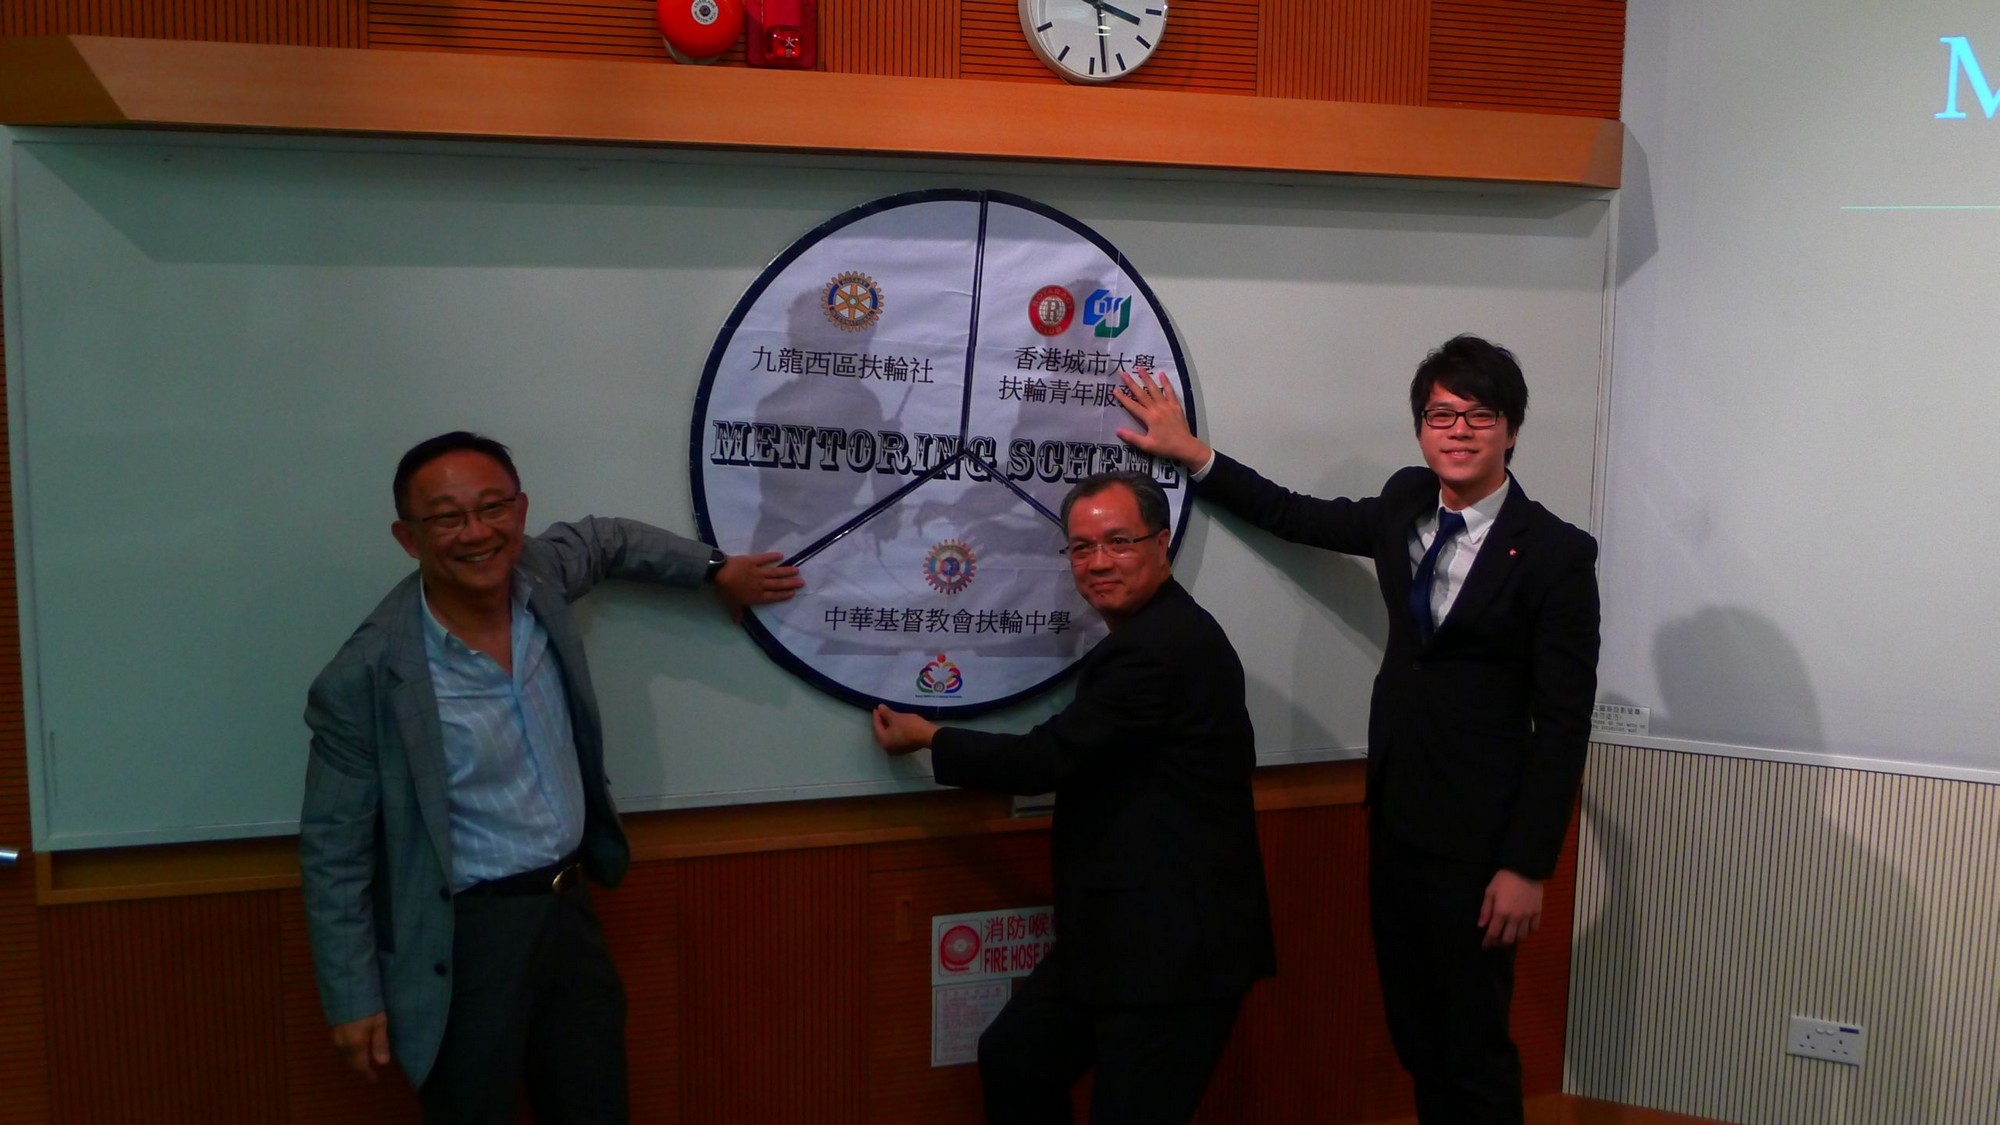 M
九龍西區扶輪社
香港城市大學
扶輪青年服
MENTORING SCHEME
中華基督教會扶輪中學
消防喉
FIRE HOSE